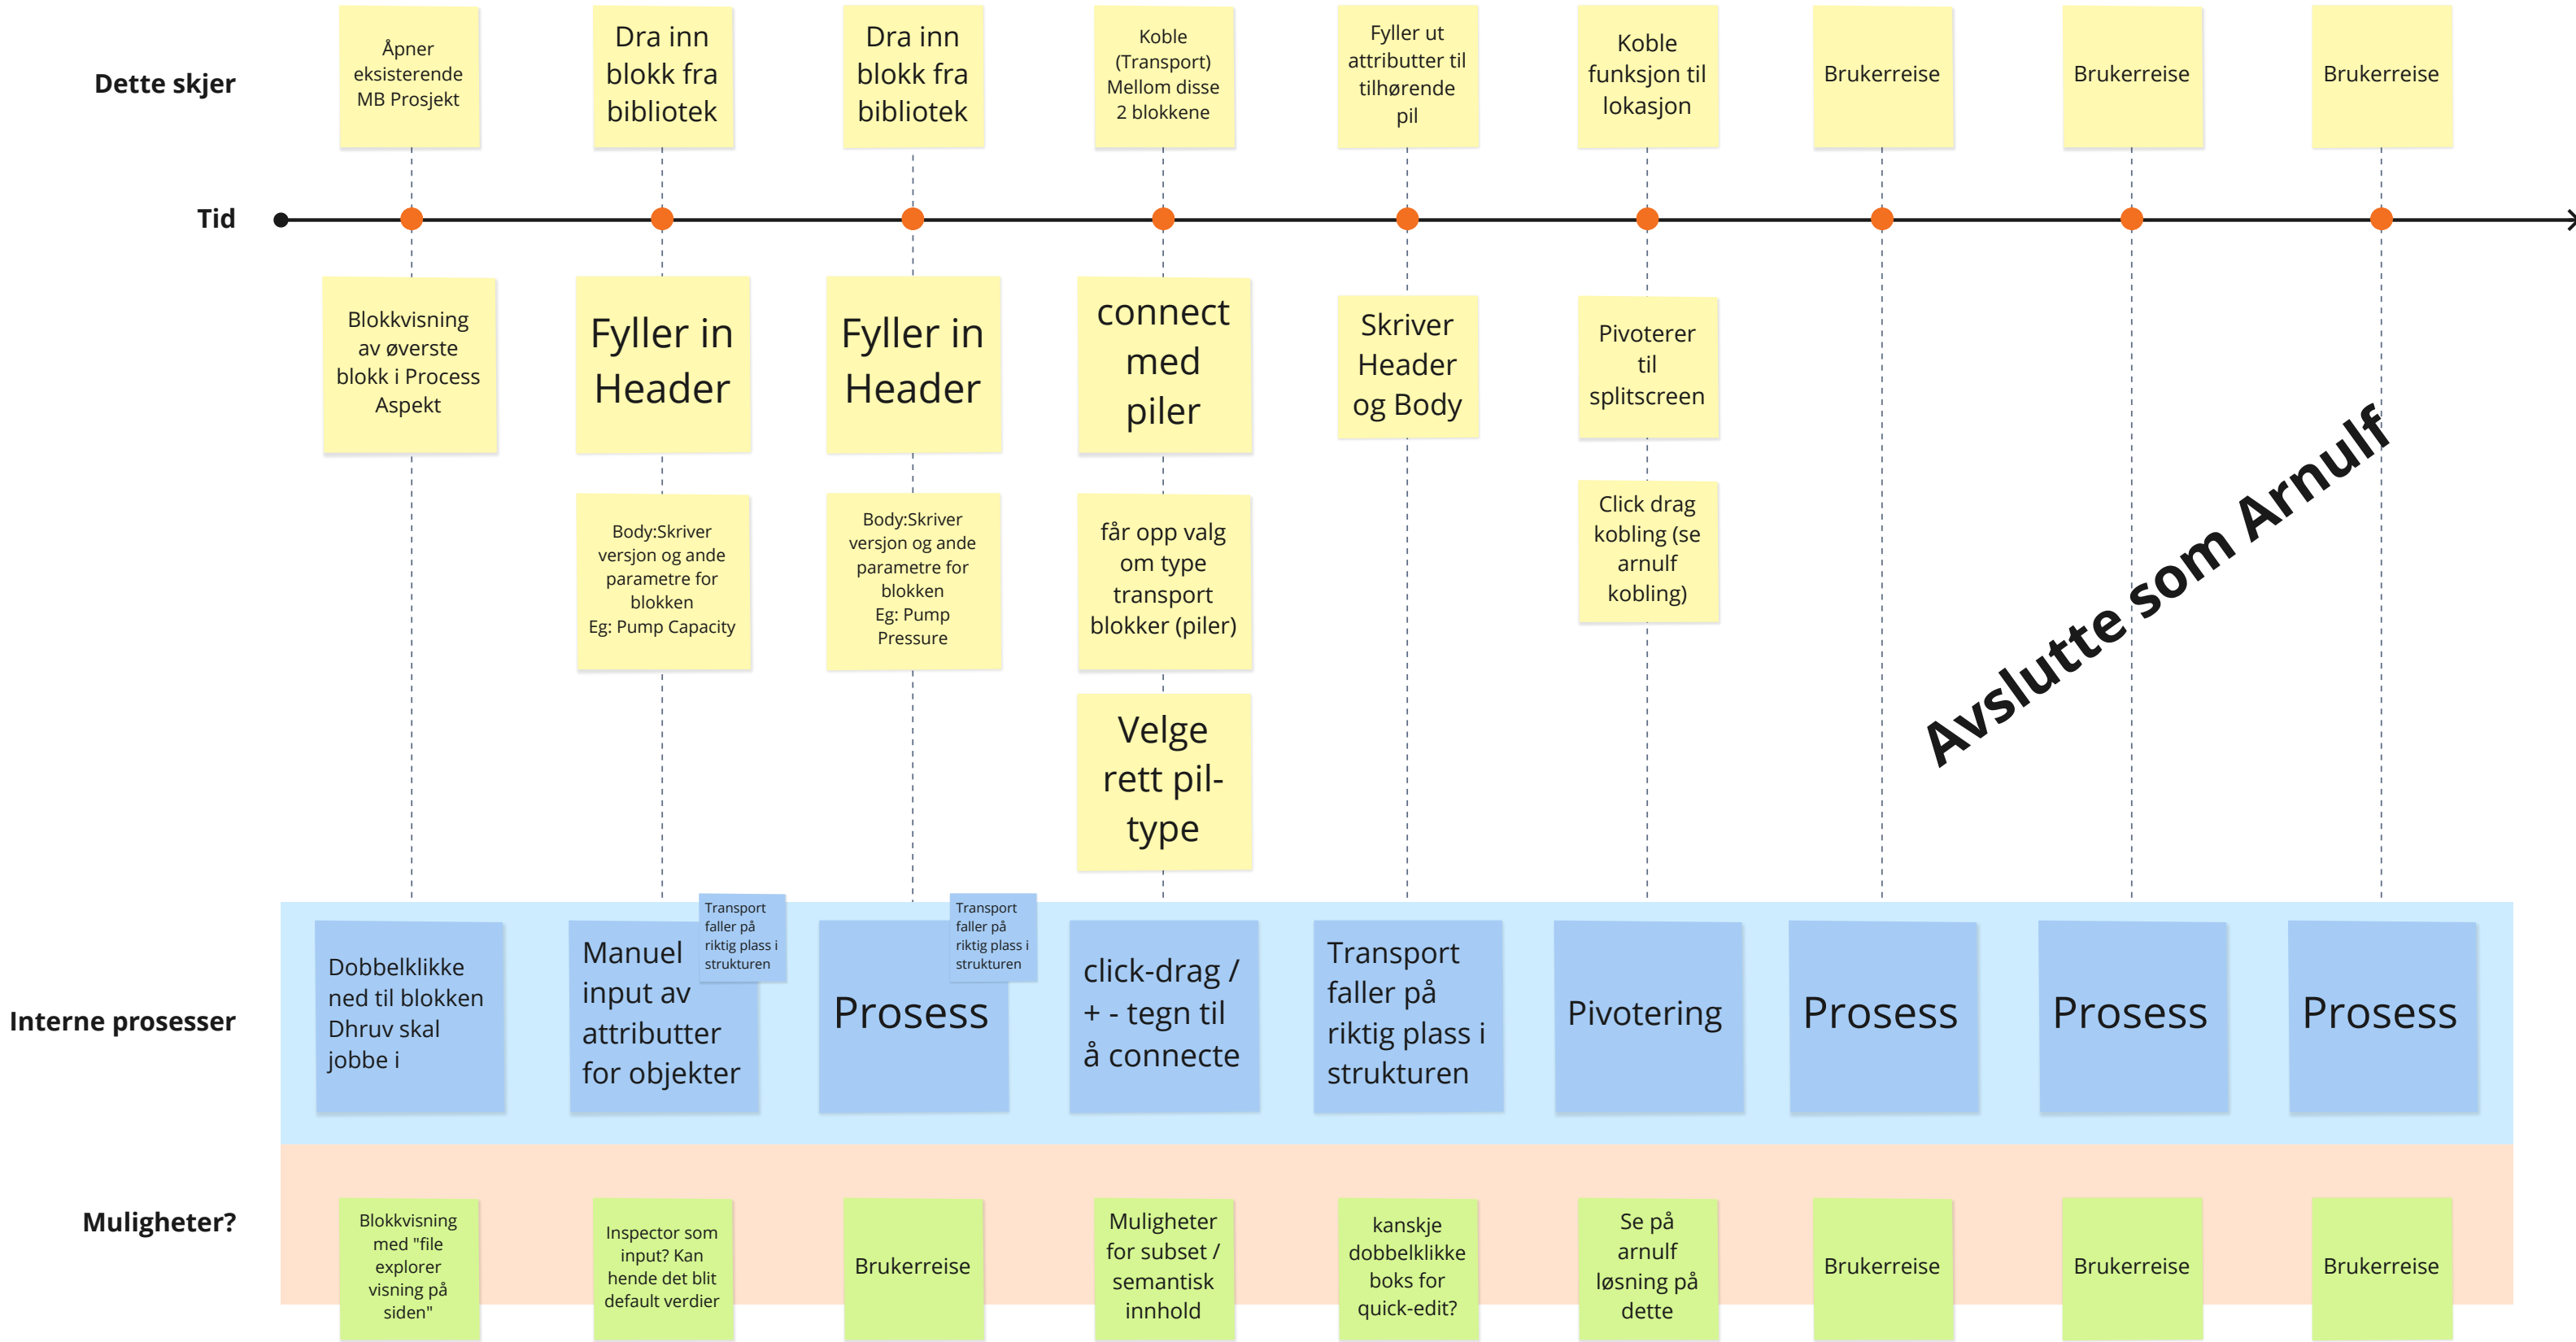 Dette skjer
Åpner
eksisterende
MB Prosjekt
Dra inn
blokk fra
bibliotek
Dra inn
blokk fra
bibliotek
Koble
(Transport)
Mellom disse
2 blokkene
Fyller ut
attributter til
tilhørende
pil
Koble
funksjon til
lokasjon
Brukerreise
Brukerreise
Brukerreise
Tid
Blokkvisning
av øverste
blokk i Process
Aspekt
Fyller in
Header
Fyller in
Header
connect
med
piler
Skriver
Header
og Body
Pivoterer
til
splitscreen
Body:Skriver
versjon og ande
parametre for
blokken
Eg: Pump Capacity
Body:Skriver
versjon og ande
parametre for
blokken
Eg: Pump
Pressure
får opp valg
om type
transport
blokker (piler)
Click drag
kobling (se
arnulf
kobling)
Velge
rett pil-
type
Avslutte som Arnulf
Interne prosesser
Dobbelklikke
ned til blokken
Dhruv skal
jobbe i
Manuel
input av
attributter
for objekter
Transport
faller på
riktig plass i
strukturen
Prosess
Transport
faller på
riktig plass i
strukturen
click-drag /
+ - tegn til
å connecte
Transport
faller på
riktig plass i
strukturen
Pivotering
Prosess
Prosess
Prosess
Muligheter?
Blokkvisning
med "file
explorer
visning på
siden"
Inspector som
input? Kan
hende det blit
default verdier
Brukerreise
Muligheter
for subset /
semantisk
innhold
kanskje
dobbelklikke
boks for
quick-edit?
Se på
arnulf
løsning på
dette
Brukerreise
Brukerreise
Brukerreise